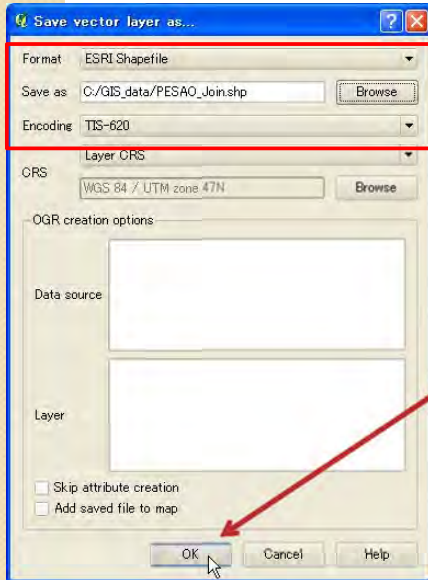 Save vector layer as...
Format ESRI Shapefile
Save as C:/GIS_data/PESAO_Join.shp Browse
Encoding TIS-620
Layer CRS
CRS
WGS 84 / UTM zone 47N Browse
OGR creation options
Data source
Layer
Skip attribute creation
Add saved file to map
OK Cancel Help